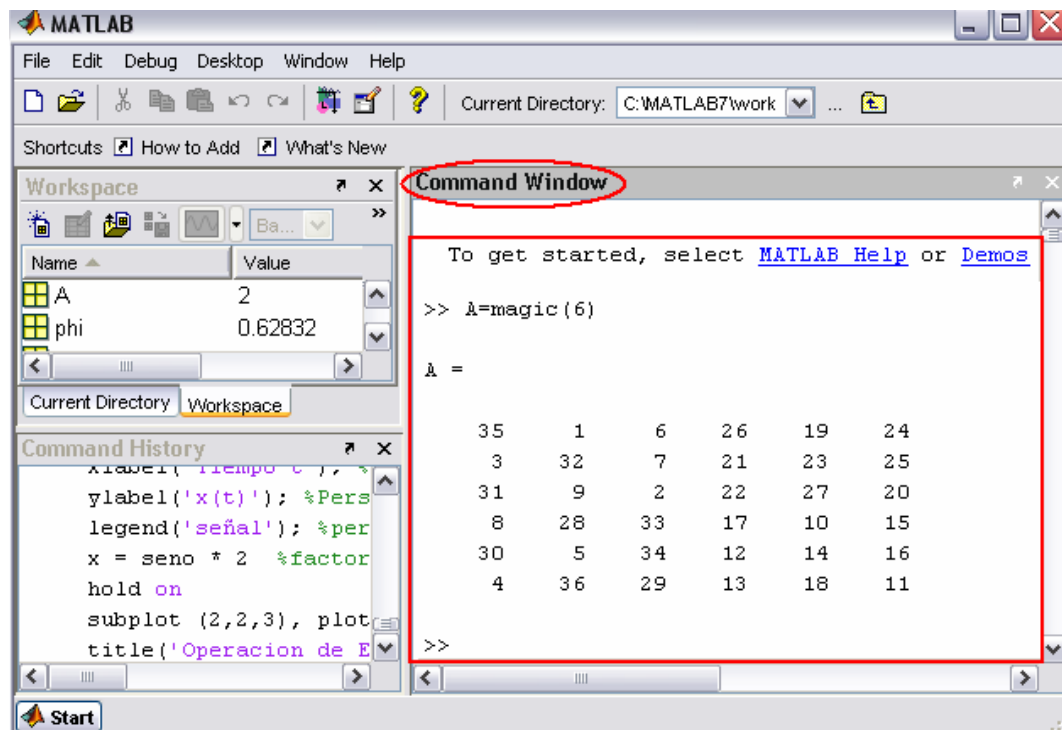 MATLAB
File Edit Debug Desktop Window Help
Current Directory: C:\MATLAB7\work ...
Shortcuts How to Add What's New
Workspace
Ba...
Name Value
A 2
phi 0.62832
Current Directory Workspace
Command History
xlabel('Tiempo t'); %
ylabel('x(t)'); %Pers
legend('señal'); %per
x = seno * 2 %factor
hold on
subplot (2,2,3), plot
title('Operacion de E
Command Window
To get started, select MATLAB Help or Demos
>> A=magic(6)
A =
35 1 6 26 19 24
3 32 7 21 23 25
31 9 2 22 27 20
8 28 33 17 10 15
30 5 34 12 14 16
4 36 29 13 18 11
>>
Start